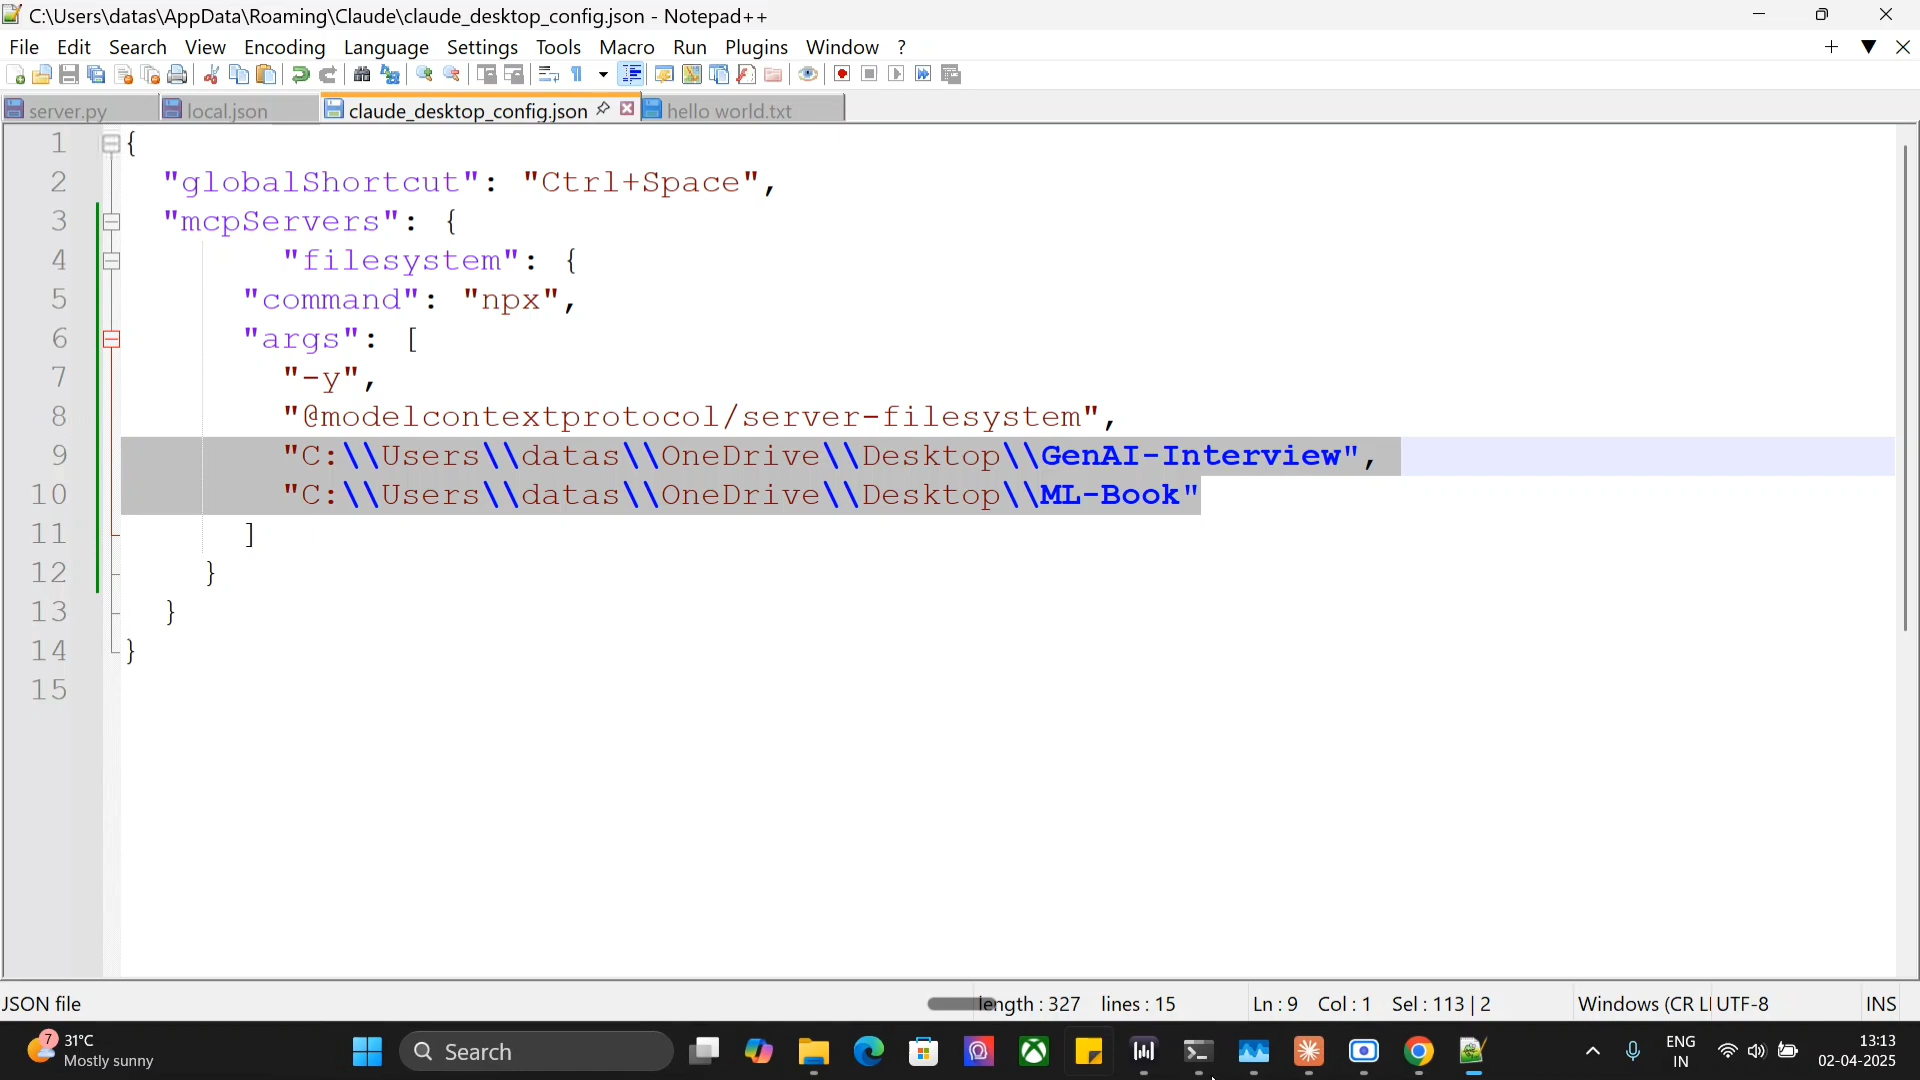 C:\Users\datas\AppData\Roaming\Claude\claude_desktop_config.json - Notepad++
File Edit Search View Encoding Language Settings Tools Macro Run Plugins Window ?
server.py local.json claude_desktop_config.json hello world.txt
1 {
2 "globalShortcut": "Ctrl+Space",
3 "mcpServers": {
4 "filesystem": {
5 "command": "npx",
6 "args": [
7 "-y",
8 "@modelcontextprotocol/server-filesystem",
9 "C:\\Users\\datas\\OneDrive\\Desktop\\GenAI-Interview",
10 "C:\\Users\\datas\\OneDrive\\Desktop\\ML-Book"
11 ]
12 }
13 }
14 }
15
JSON file length : 327 lines : 15 Ln : 9 Col : 1 Sel : 113 | 2 Windows (CR LI UTF-8 INS
7 31°C Search ENG 13:13
Mostly sunny IN 02-04-2025